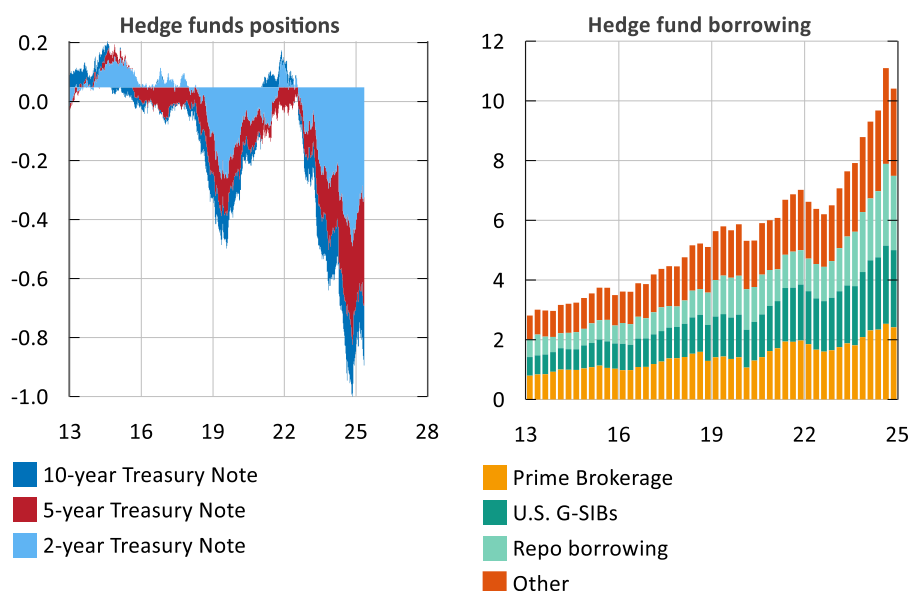 Hedge funds positions
0.2
0.0
-0.2
-0.4
-0.6
-0.8
-1.0
13 16 19 22 25 28
10-year Treasury Note
5-year Treasury Note
2-year Treasury Note
Hedge fund borrowing
12
10
8
6
4
2
0
13 16 19 22 25
Prime Brokerage
U.S. G-SIBs
Repo borrowing
Other